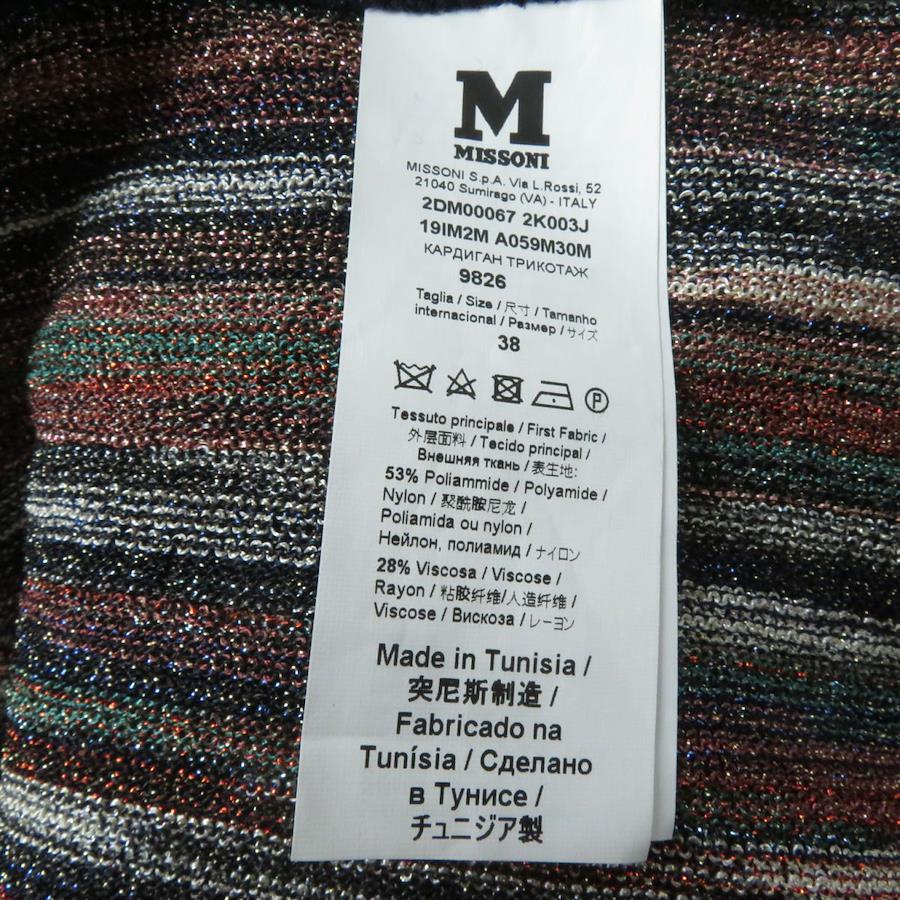 M
MISSONI
MISSONI S.p.A. Via L.Rossi, 52
21040 Sumirago (VA) - ITALY
2DM00067 2K003J
19IM2M A059M30M
КАРДИГАН ТРИКОТАЖ
9826
Taglia / Size / 尺寸 / Tamanho
internacional / Размер / サイズ
38
P
Tessuto principale / First Fabric /
外层面料 / Tecido principal /
Внешняя ткань / 表生地:
53% Poliammide / Polyamide /
Nylon / 聚酰胺尼龙 /
Poliamida ou nylon /
Нейлон, полиамид / ナイロン
28% Viscosa / Viscose /
Rayon / 粘胶纤维/人造纤维 /
Viscose / Вискоза / レーヨン
Made in Tunisia /
突尼斯制造 /
Fabricado na
Tunísia / Сделано
в Тунисе /
チュニジア製